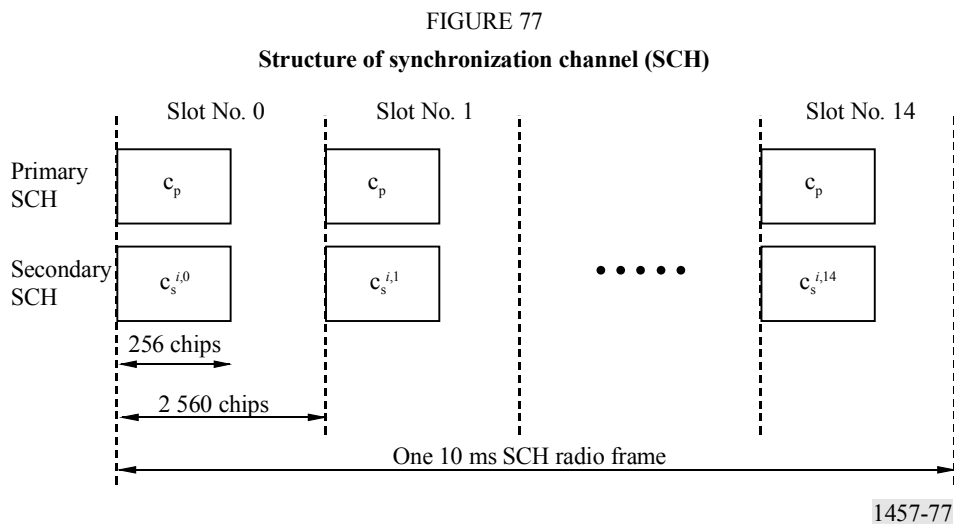 FIGURE 77
Structure of synchronization channel (SCH)
Slot No. 0 Slot No. 1 Slot No. 14
Primary
SCH
c_p c_p c_p
Secondary
SCH
c_s^{i,0} c_s^{i,1} ••••• c_s^{i,14}
256 chips
2 560 chips
One 10 ms SCH radio frame
1457-77